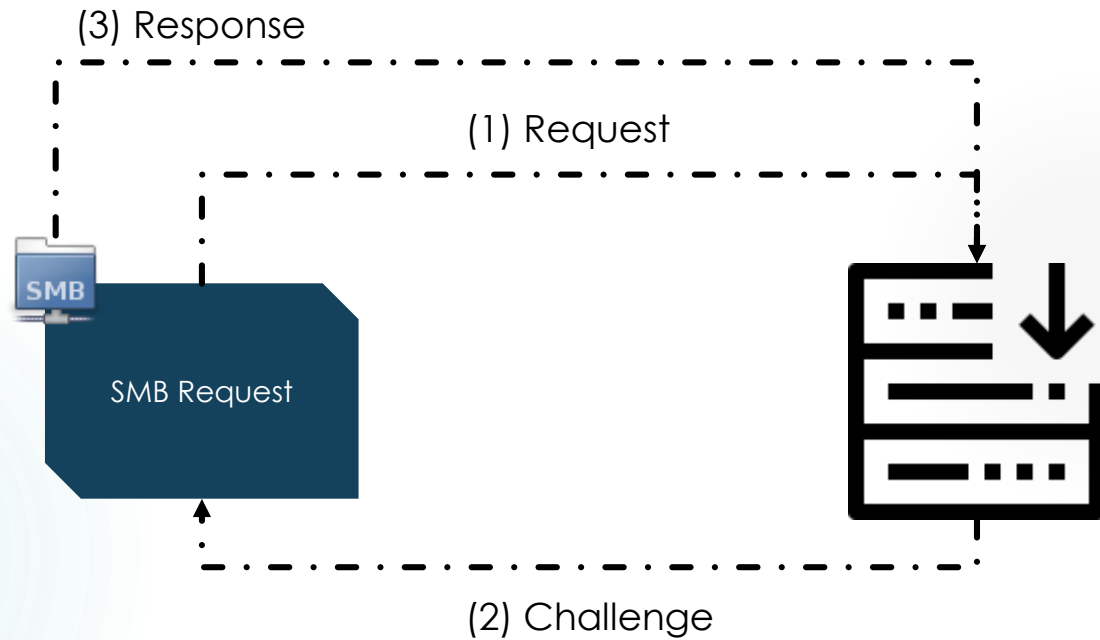 (3) Response
(1) Request
SMB
SMB Request
(2) Challenge